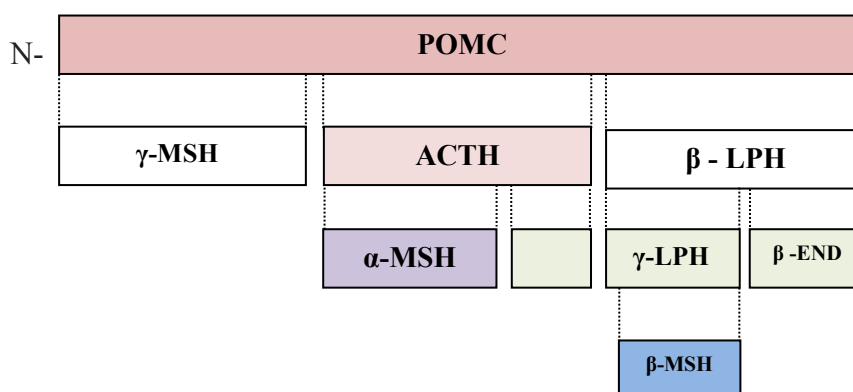 N-
POMC
γ-MSH
ACTH
β - LPH
α-MSH
γ-LPH
β -END
β-MSH